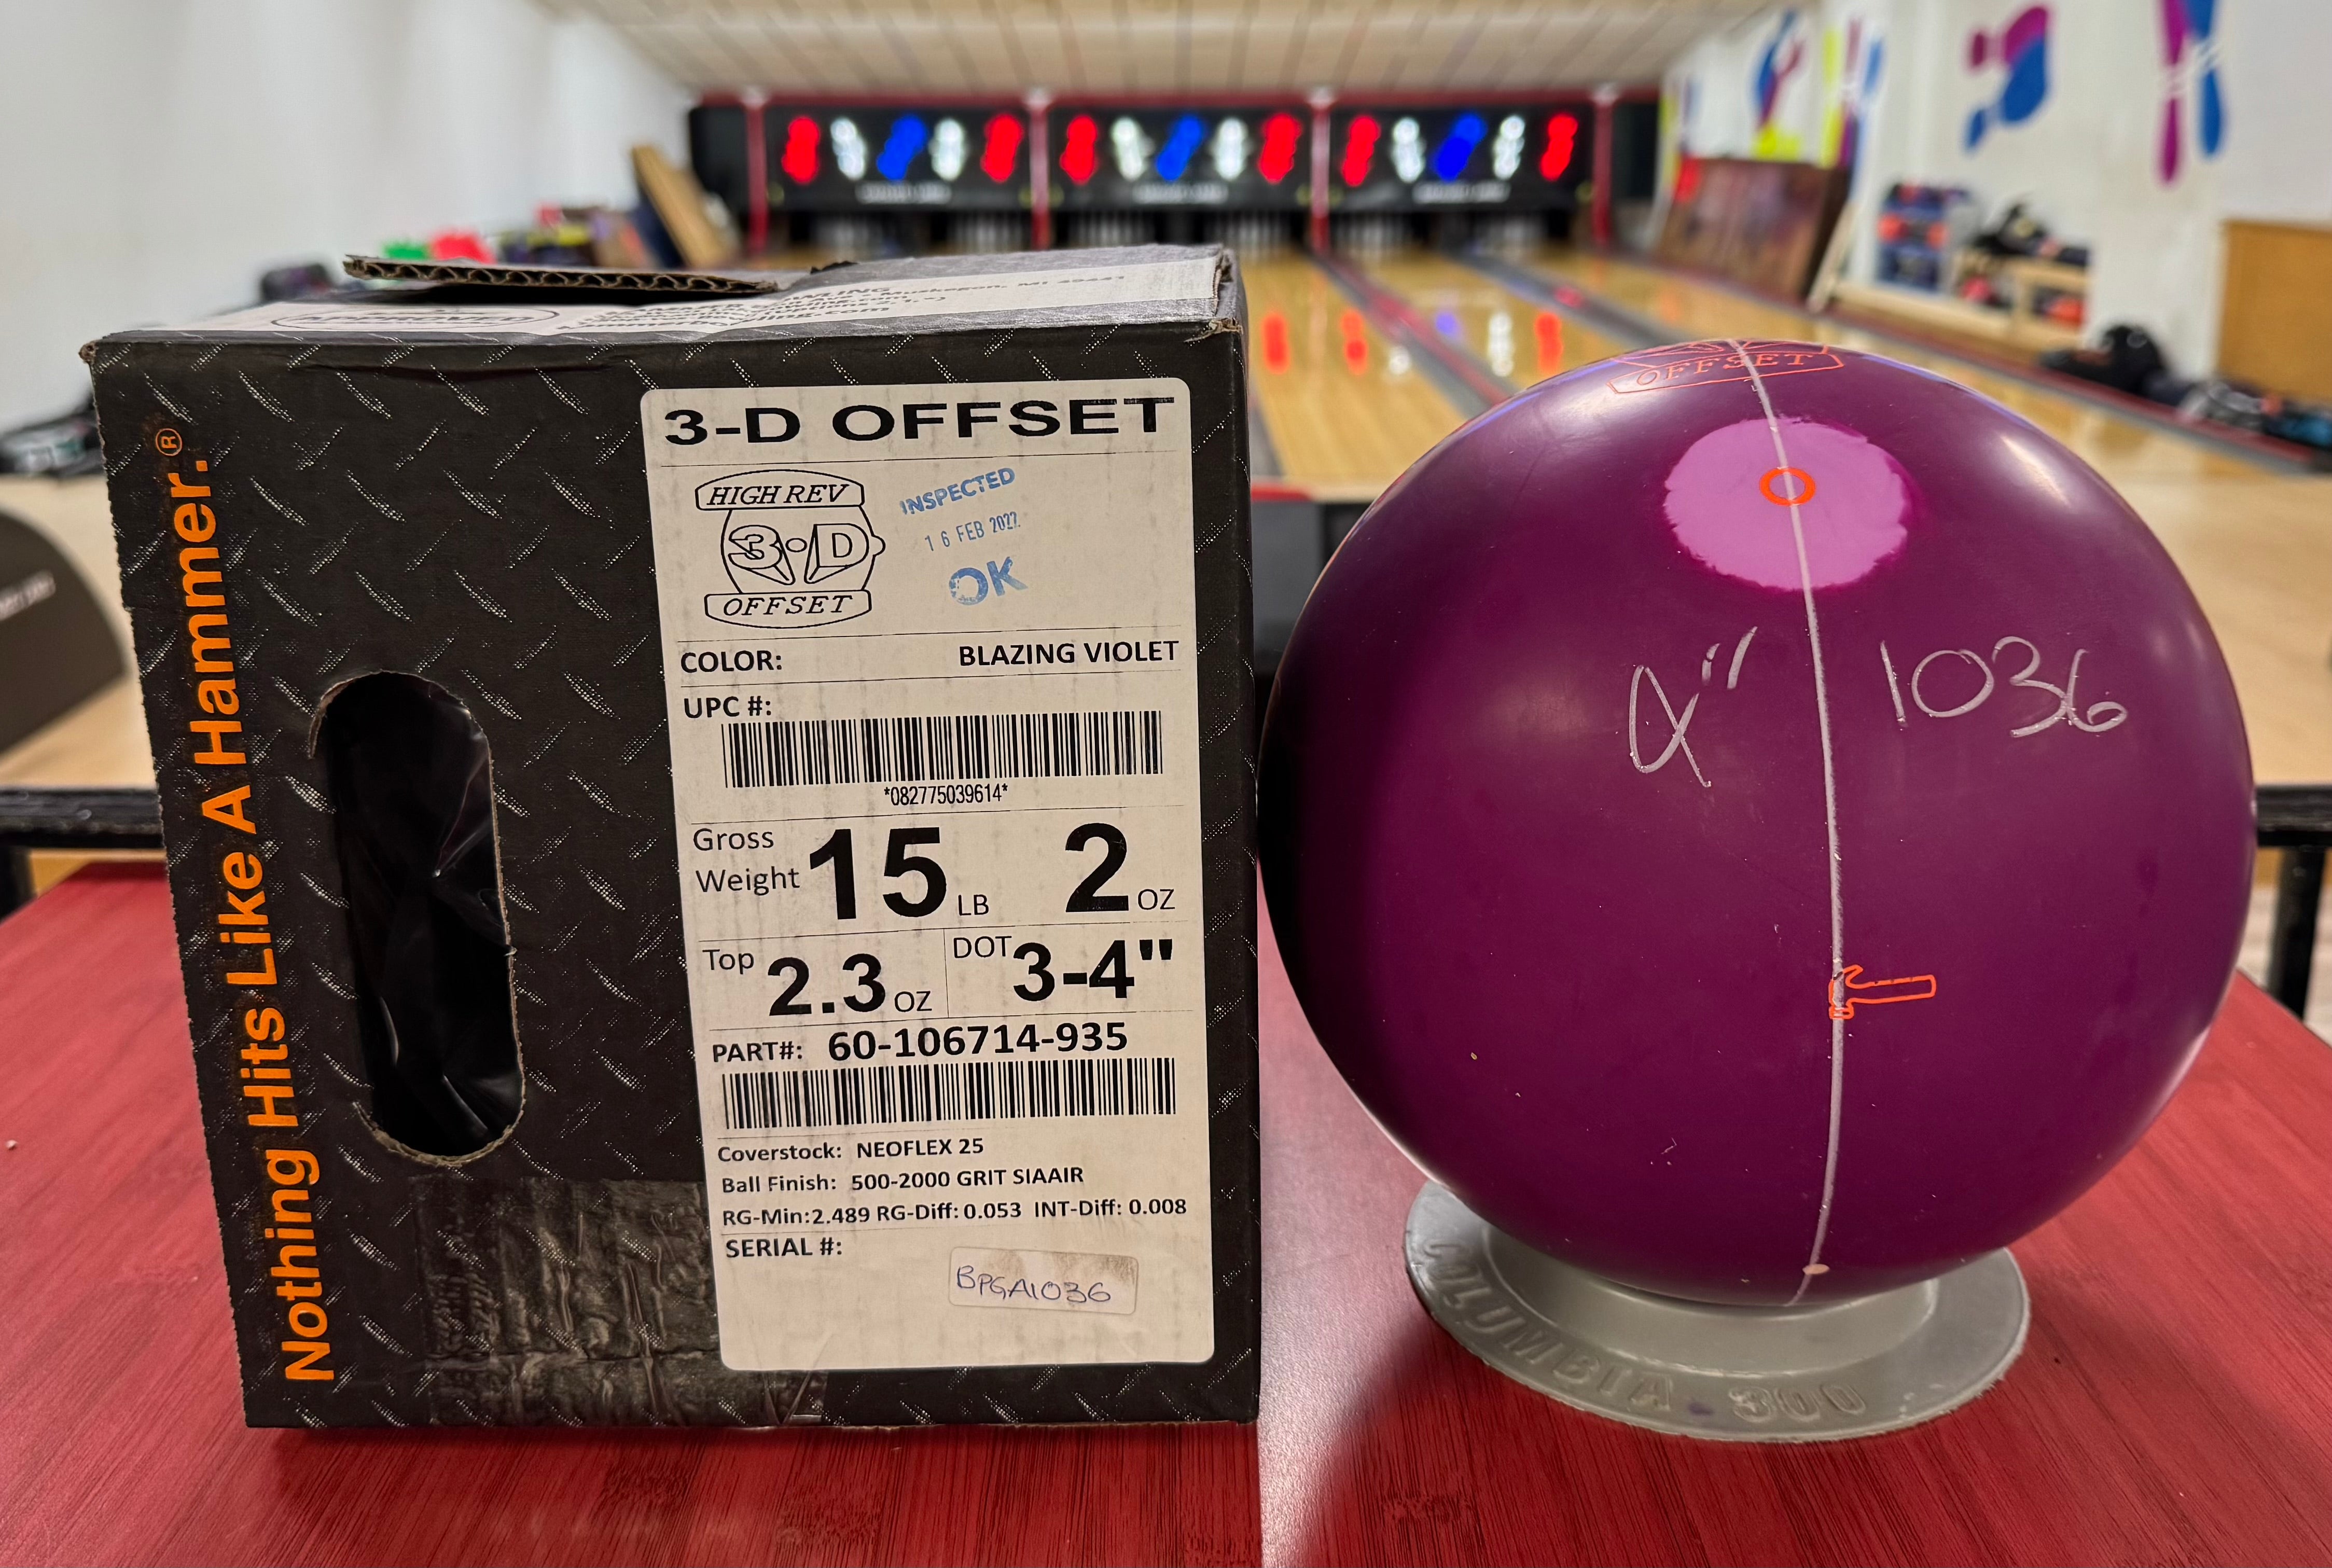 Muskegon, MI 49441
Nothing Hits Like A Hammer.®
3-D OFFSET
HIGH REV
3-D
OFFSET
INSPECTED
16 FEB 2022
OK
COLOR: BLAZING VIOLET
UPC #:
*082775039614*
Gross Weight 15 LB 2 OZ
Top 2.3 OZ DOT 3-4"
PART#: 60-106714-935
Coverstock: NEOFLEX 25
Ball Finish: 500-2000 GRIT SIAAIR
RG-Min:2.489 RG-Diff: 0.053 INT-Diff: 0.008
SERIAL #:
BPGA1036
OFFSET
4" 1036
COLUMBIA 300